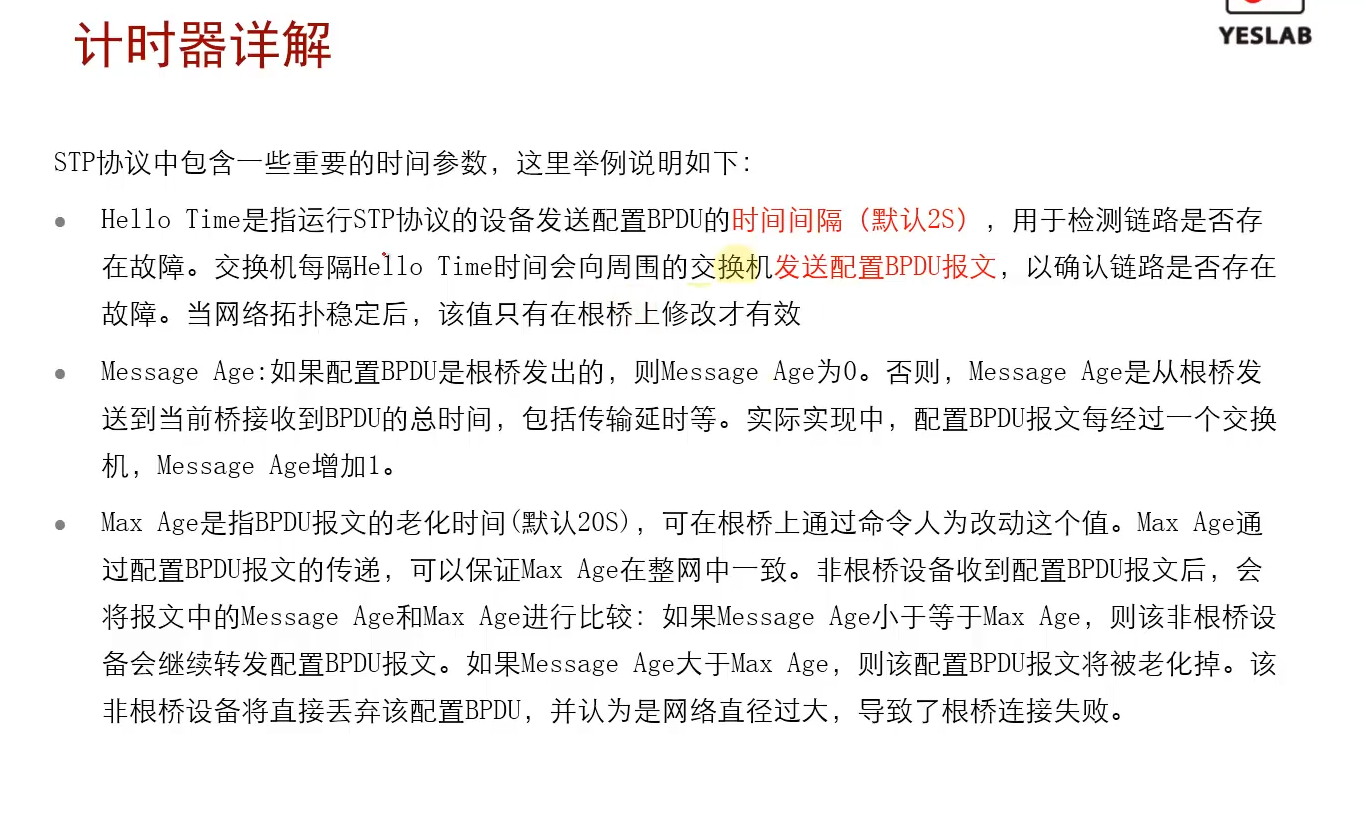 YESLAB
计时器详解
STP协议中包含一些重要的时间参数，这里举例说明如下：
Hello Time是指运行STP协议的设备发送配置BPDU的时间间隔（默认2S），用于检测链路是否存
在故障。交换机每隔Hello Time时间会向周围的交换机发送配置BPDU报文，以确认链路是否存在
故障。当网络拓扑稳定后，该值只有在根桥上修改才有效
Message Age:如果配置BPDU是根桥发出的，则Message Age为0。否则，Message Age是从根桥发
送到当前桥接收到BPDU的总时间，包括传输延时等。实际实现中，配置BPDU报文每经过一个交换
机，Message Age增加1。
Max Age是指BPDU报文的老化时间(默认20S)，可在根桥上通过命令人为改动这个值。Max Age通
过配置BPDU报文的传递，可以保证Max Age在整网中一致。非根桥设备收到配置BPDU报文后，会
将报文中的Message Age和Max Age进行比较：如果Message Age小于等于Max Age，则该非根桥设
备会继续转发配置BPDU报文。如果Message Age大于Max Age，则该配置BPDU报文将被老化掉。该
非根桥设备将直接丢弃该配置BPDU，并认为是网络直径过大，导致了根桥连接失败。